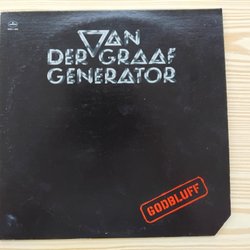 VAN
DER GRAAF
GENERATOR
GODBLUFF